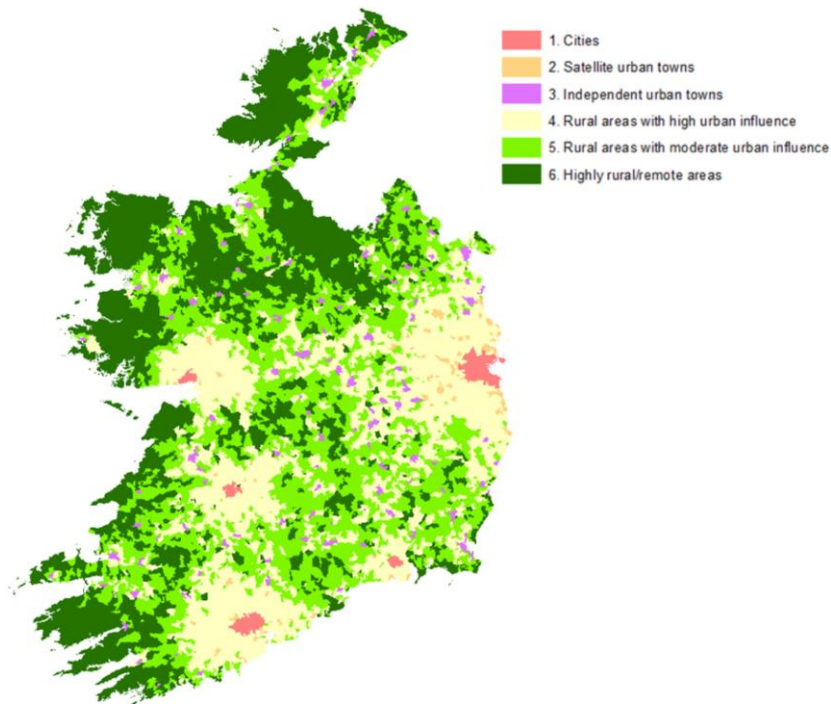 1. Cities
2. Satellite urban towns
3. Independent urban towns
4. Rural areas with high urban influence
5. Rural areas with moderate urban influence
6. Highly rural/remote areas